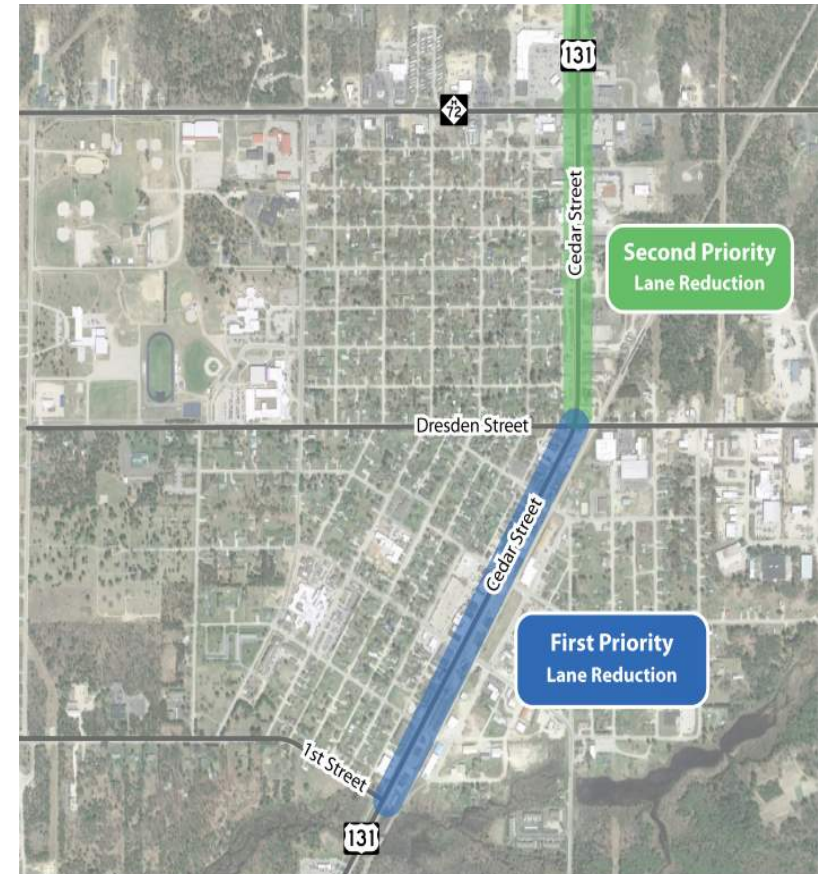 131
M
72
Cedar Street
Second Priority
Lane Reduction
Dresden Street
Cedar Street
First Priority
Lane Reduction
1st Street
131